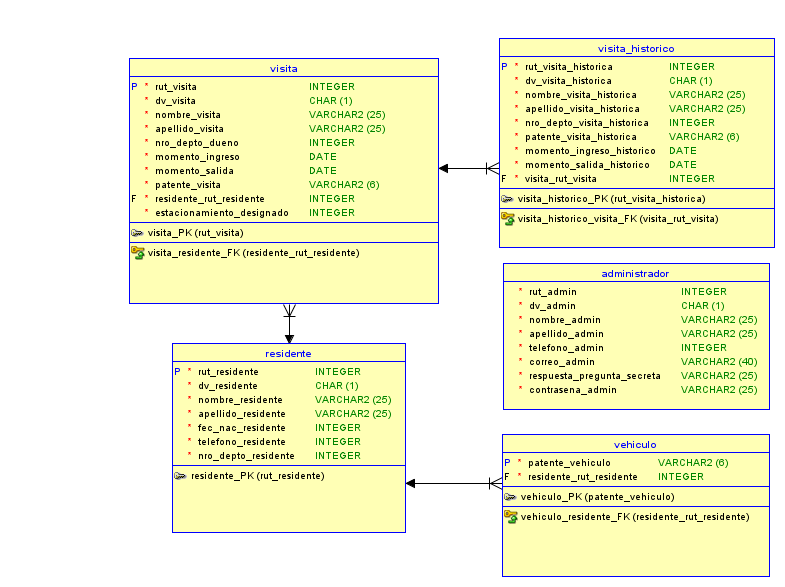 visita
P * rut_visita INTEGER
* dv_visita CHAR (1)
* nombre_visita VARCHAR2 (25)
* apellido_visita VARCHAR2 (25)
* nro_depto_dueno INTEGER
* momento_ingreso DATE
* momento_salida DATE
* patente_visita VARCHAR2 (6)
F * residente_rut_residente INTEGER
* estacionamiento_designado INTEGER
visita_PK (rut_visita)
visita_residente_FK (residente_rut_residente)
visita_historico
P * rut_visita_historica INTEGER
* dv_visita_historica CHAR (1)
* nombre_visita_historica VARCHAR2 (25)
* apellido_visita_historica VARCHAR2 (25)
* nro_depto_visita_historica INTEGER
* patente_visita_historica VARCHAR2 (6)
* momento_ingreso_historico DATE
* momento_salida_historico DATE
F * visita_rut_visita INTEGER
visita_historico_PK (rut_visita_historica)
visita_historico_visita_FK (visita_rut_visita)
administrador
* rut_admin INTEGER
* dv_admin CHAR (1)
* nombre_admin VARCHAR2 (25)
* apellido_admin VARCHAR2 (25)
* telefono_admin INTEGER
* correo_admin VARCHAR2 (40)
* respuesta_pregunta_secreta VARCHAR2 (25)
* contrasena_admin VARCHAR2 (25)
residente
P * rut_residente INTEGER
* dv_residente CHAR (1)
* nombre_residente VARCHAR2 (25)
* apellido_residente VARCHAR2 (25)
* fec_nac_residente INTEGER
* telefono_residente INTEGER
* nro_depto_residente INTEGER
residente_PK (rut_residente)
vehiculo
P * patente_vehiculo VARCHAR2 (6)
F * residente_rut_residente INTEGER
vehiculo_PK (patente_vehiculo)
vehiculo_residente_FK (residente_rut_residente)